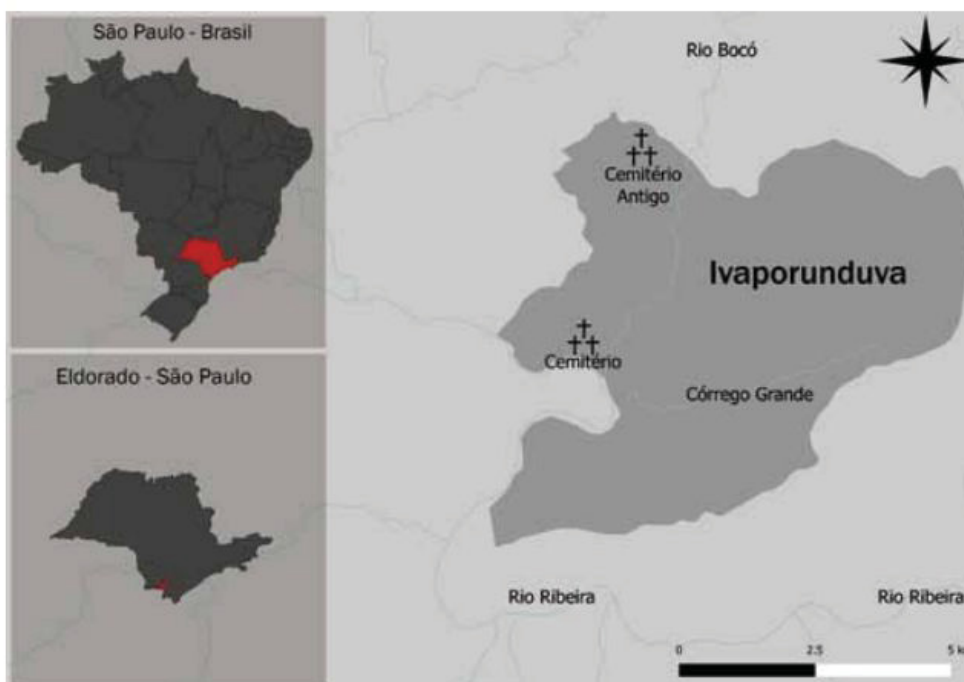 São Paulo - Brasil
Eldorado - São Paulo
Rio Bocó
Cemitério
Antigo
Ivaporunduva
Cemitério
Córrego Grande
Rio Ribeira
Rio Ribeira
0 2.5 5 k